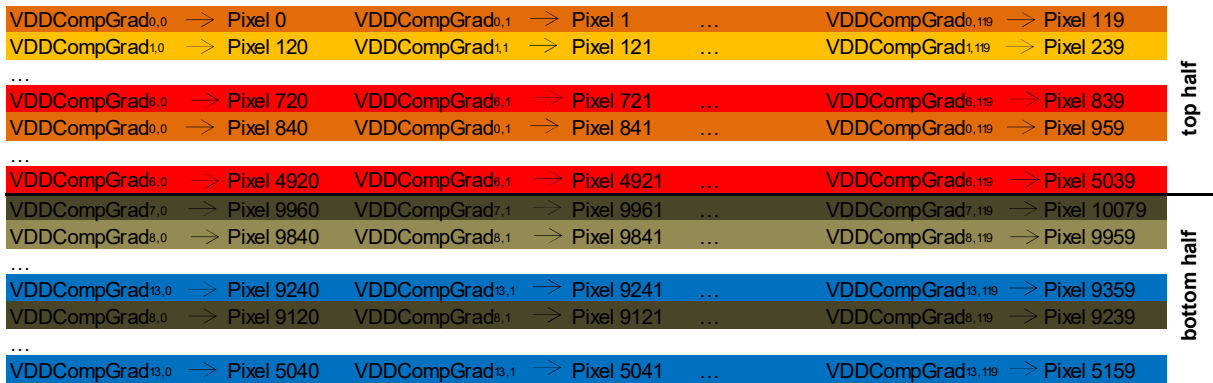 VDDCompGrad0,0 → Pixel 0 VDDCompGrad0,1 → Pixel 1 … VDDCompGrad0,119 → Pixel 119
VDDCompGrad1,0 → Pixel 120 VDDCompGrad1,1 → Pixel 121 … VDDCompGrad1,119 → Pixel 239
…
VDDCompGrad6,0 → Pixel 720 VDDCompGrad6,1 → Pixel 721 … VDDCompGrad6,119 → Pixel 839
VDDCompGrad0,0 → Pixel 840 VDDCompGrad0,1 → Pixel 841 … VDDCompGrad0,119 → Pixel 959
…
VDDCompGrad6,0 → Pixel 4920 VDDCompGrad6,1 → Pixel 4921 … VDDCompGrad6,119 → Pixel 5039
top half
VDDCompGrad7,0 → Pixel 9960 VDDCompGrad7,1 → Pixel 9961 … VDDCompGrad7,119 → Pixel 10079
VDDCompGrad8,0 → Pixel 9840 VDDCompGrad8,1 → Pixel 9841 … VDDCompGrad8,119 → Pixel 9959
…
VDDCompGrad13,0 → Pixel 9240 VDDCompGrad13,1 → Pixel 9241 … VDDCompGrad13,119 → Pixel 9359
VDDCompGrad8,0 → Pixel 9120 VDDCompGrad8,1 → Pixel 9121 … VDDCompGrad8,119 → Pixel 9239
…
VDDCompGrad13,0 → Pixel 5040 VDDCompGrad13,1 → Pixel 5041 … VDDCompGrad13,119 → Pixel 5159
bottom half